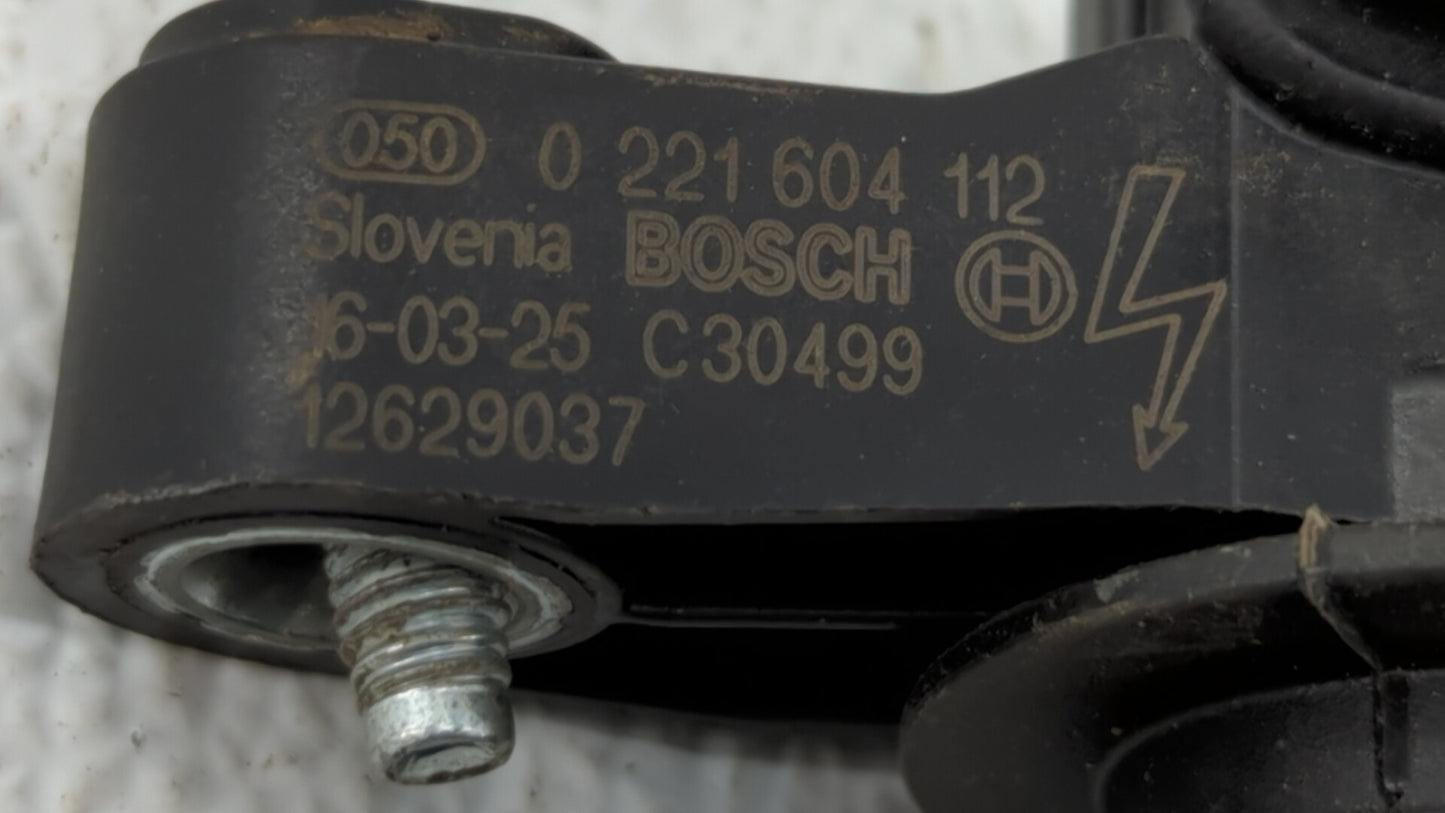 050 0 221 604 112
Slovenia BOSCH
16-03-25 C30499
12629037